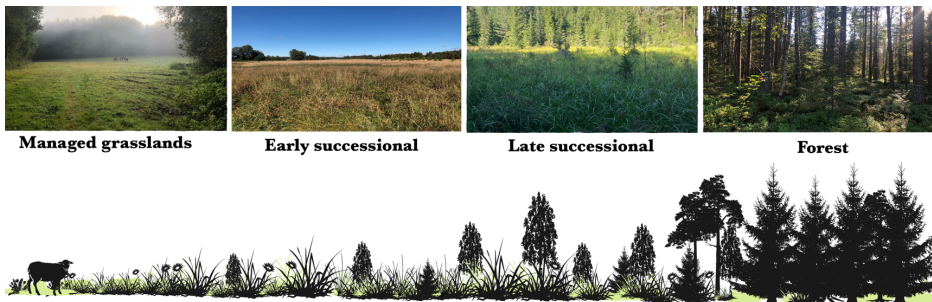 Managed grasslands
Early successional
Late successional
Forest